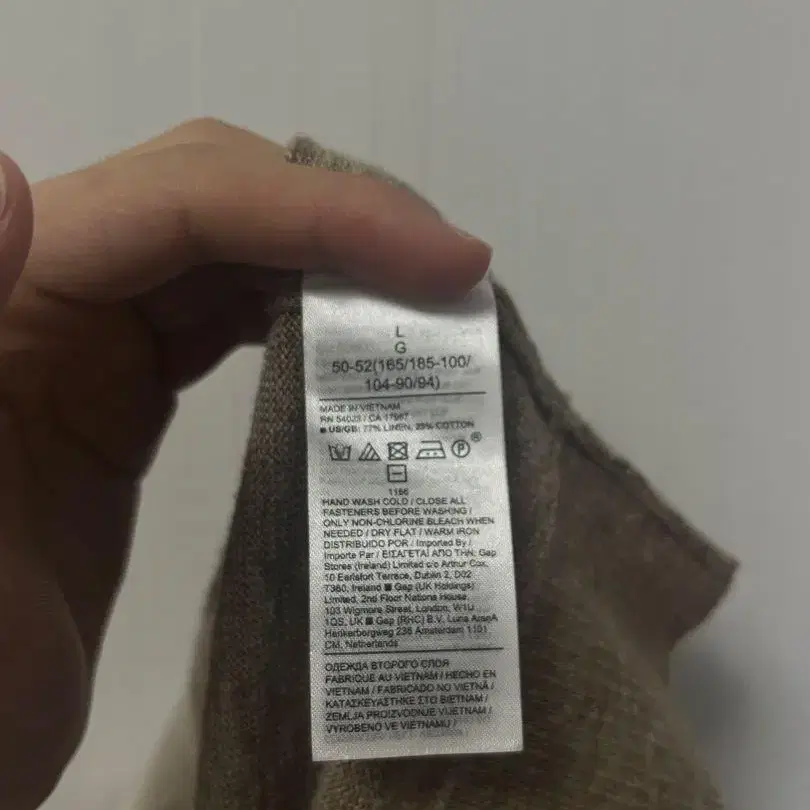 L
G
50-52(165/185-100/
104-90/94)
MADE IN VIETNAM
RN 54023 / CA 17967
US/GB: 77% LINEN, 23% COTTON
P
®
1166
HAND WASH COLD / CLOSE ALL
FASTENERS BEFORE WASHING /
ONLY NON-CHLORINE BLEACH WHEN
NEEDED / DRY FLAT / WARM IRON
DISTRIBUIDO POR / Imported By /
Importe Par / ΕΙΣΑΓΕΤΑΙ ΑΠΟ ΤΗΝ: Gap
Stores (Ireland) Limited c/o Arthur Cox,
10 Earlsfort Terrace, Dublin 2, D02
T380, Ireland ■ Gap (UK Holdings)
Limited, 2nd Floor Nations House,
103 Wigmore Street, London, W1U
1QS, UK ■ Gap (RHC) B.V. Luna ArenA
Herikerbergweg 238 Amsterdam 1101
CM, Netherlands
ОДЕЖДА ВТОРОГО СЛОЯ
FABRIQUÉ AU VIETNAM / HECHO EN
VIETNAM / FABRICADO NO VIETNÃ /
ΚΑΤΑΣΚΕΥΑΣΤΗΚΕ ΣΤΟ ΒΙΕΤΝΑΜ /
ZEMLJA PROIZVODNJE VIJETNAM /
VYROBENO VE VIETNAMU /